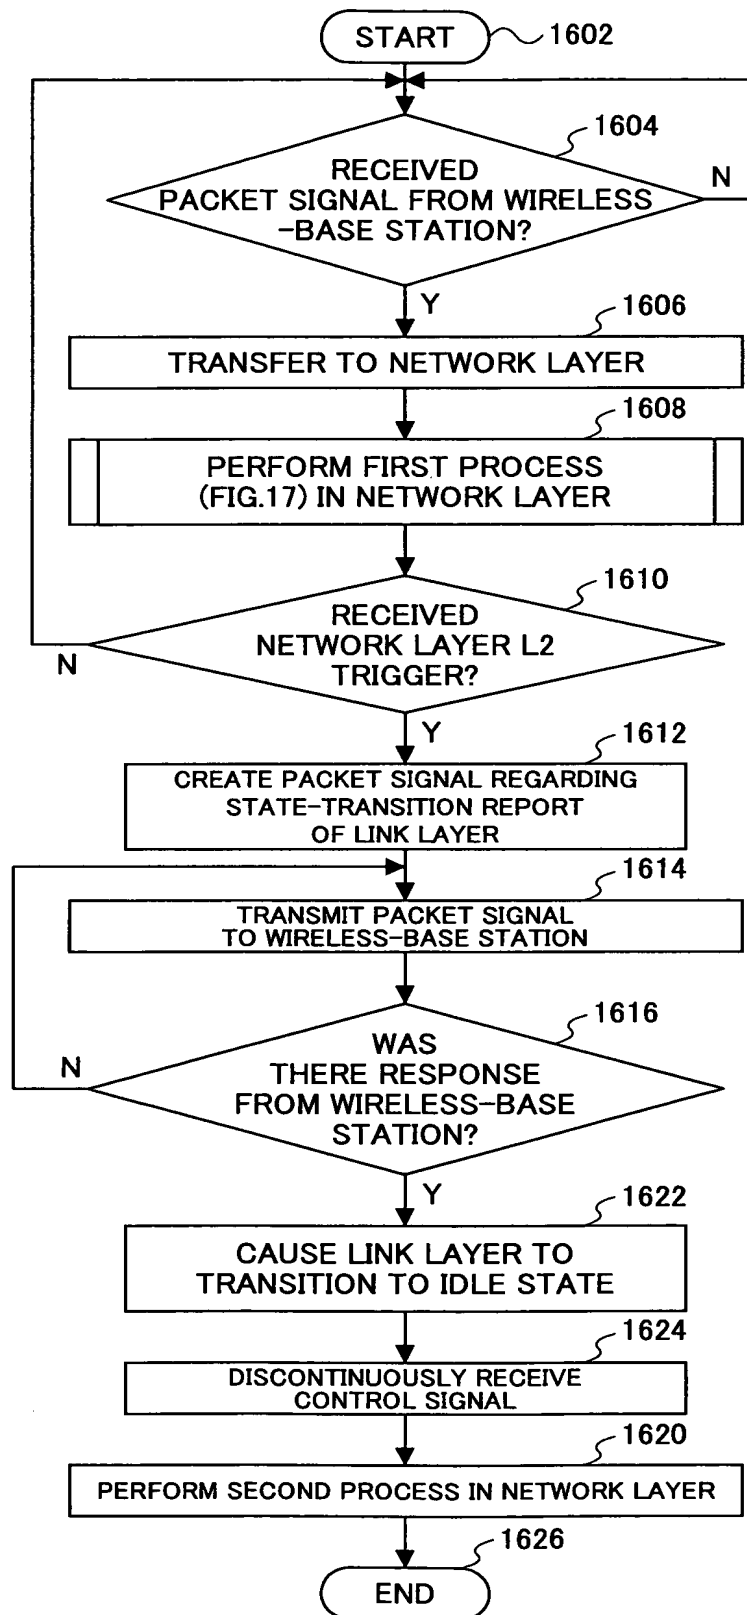 START
1602
1604
RECEIVED
PACKET SIGNAL FROM WIRELESS
-BASE STATION?
N
Y
1606
TRANSFER TO NETWORK LAYER
1608
PERFORM FIRST PROCESS
(FIG.17) IN NETWORK LAYER
1610
RECEIVED
NETWORK LAYER L2
TRIGGER?
N
Y
1612
CREATE PACKET SIGNAL REGARDING
STATE-TRANSITION REPORT
OF LINK LAYER
1614
TRANSMIT PACKET SIGNAL
TO WIRELESS-BASE STATION
1616
WAS
THERE RESPONSE
FROM WIRELESS-BASE
STATION?
N
Y
1622
CAUSE LINK LAYER TO
TRANSITION TO IDLE STATE
1624
DISCONTINUOUSLY RECEIVE
CONTROL SIGNAL
1620
PERFORM SECOND PROCESS IN NETWORK LAYER
1626
END